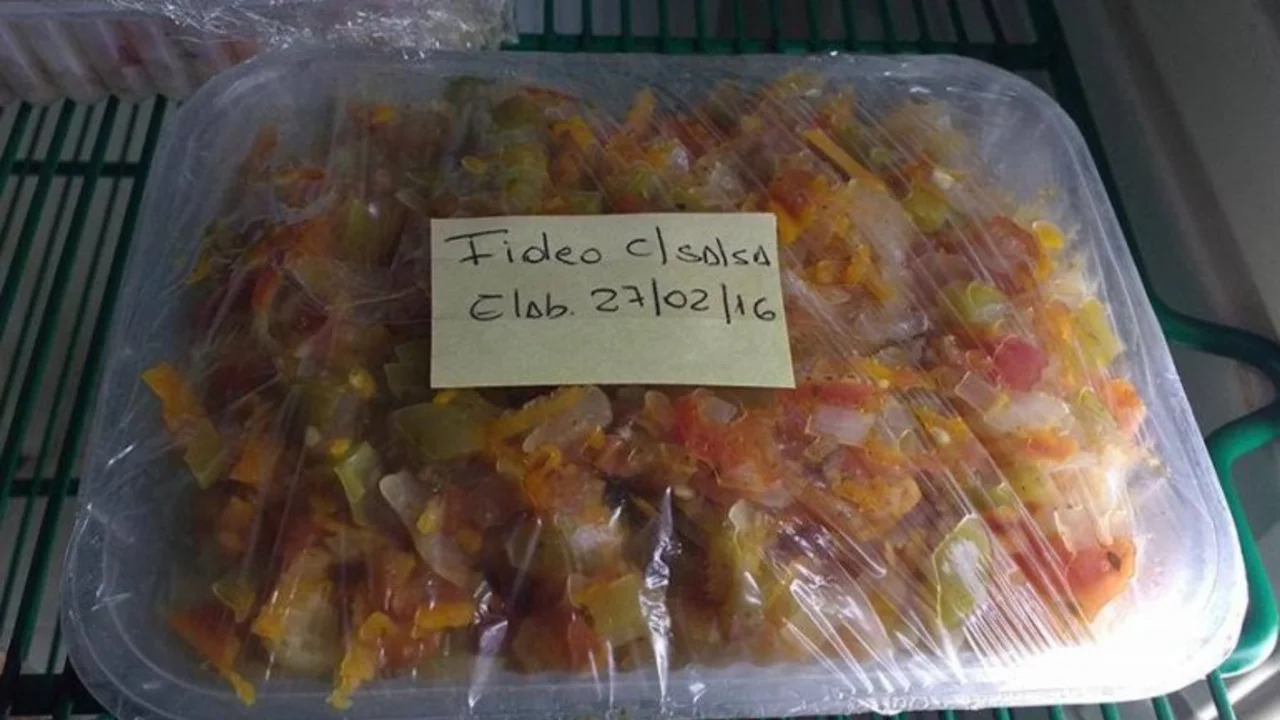 Fideo c/salsa
Elab. 27/02/16